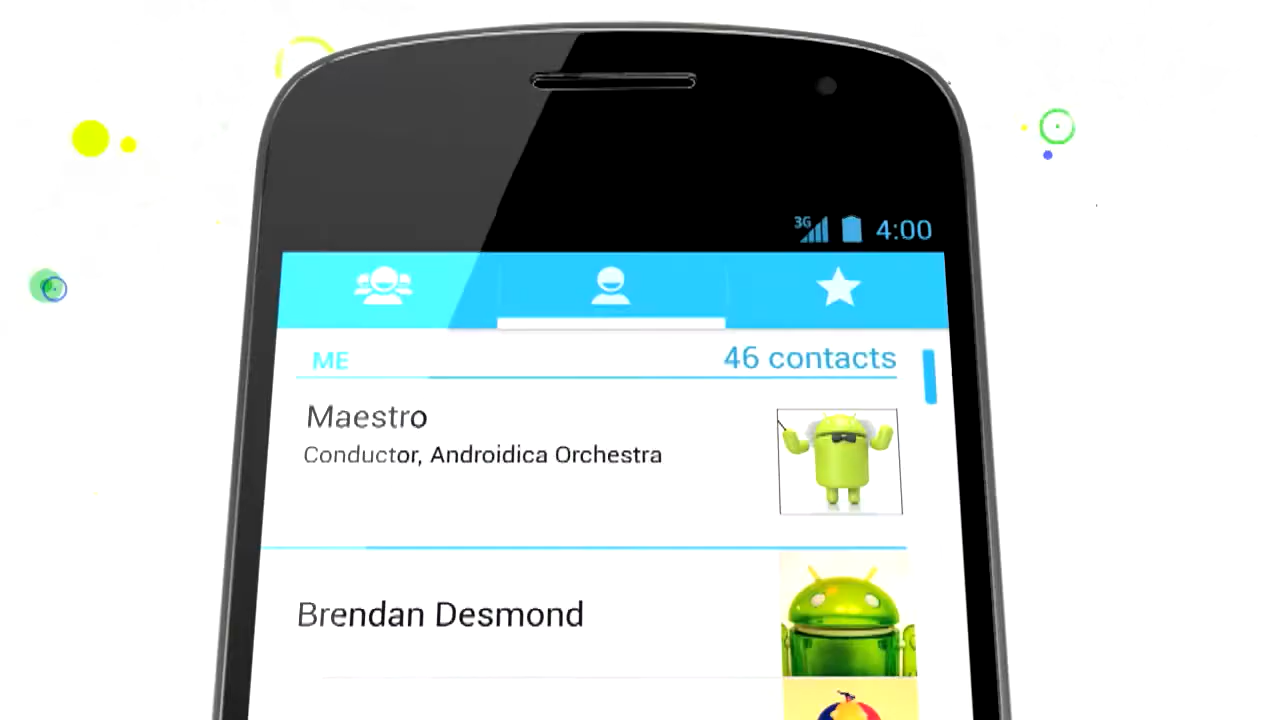 3G 4:00
ME 46 contacts
Maestro
Conductor, Androidica Orchestra
Brendan Desmond